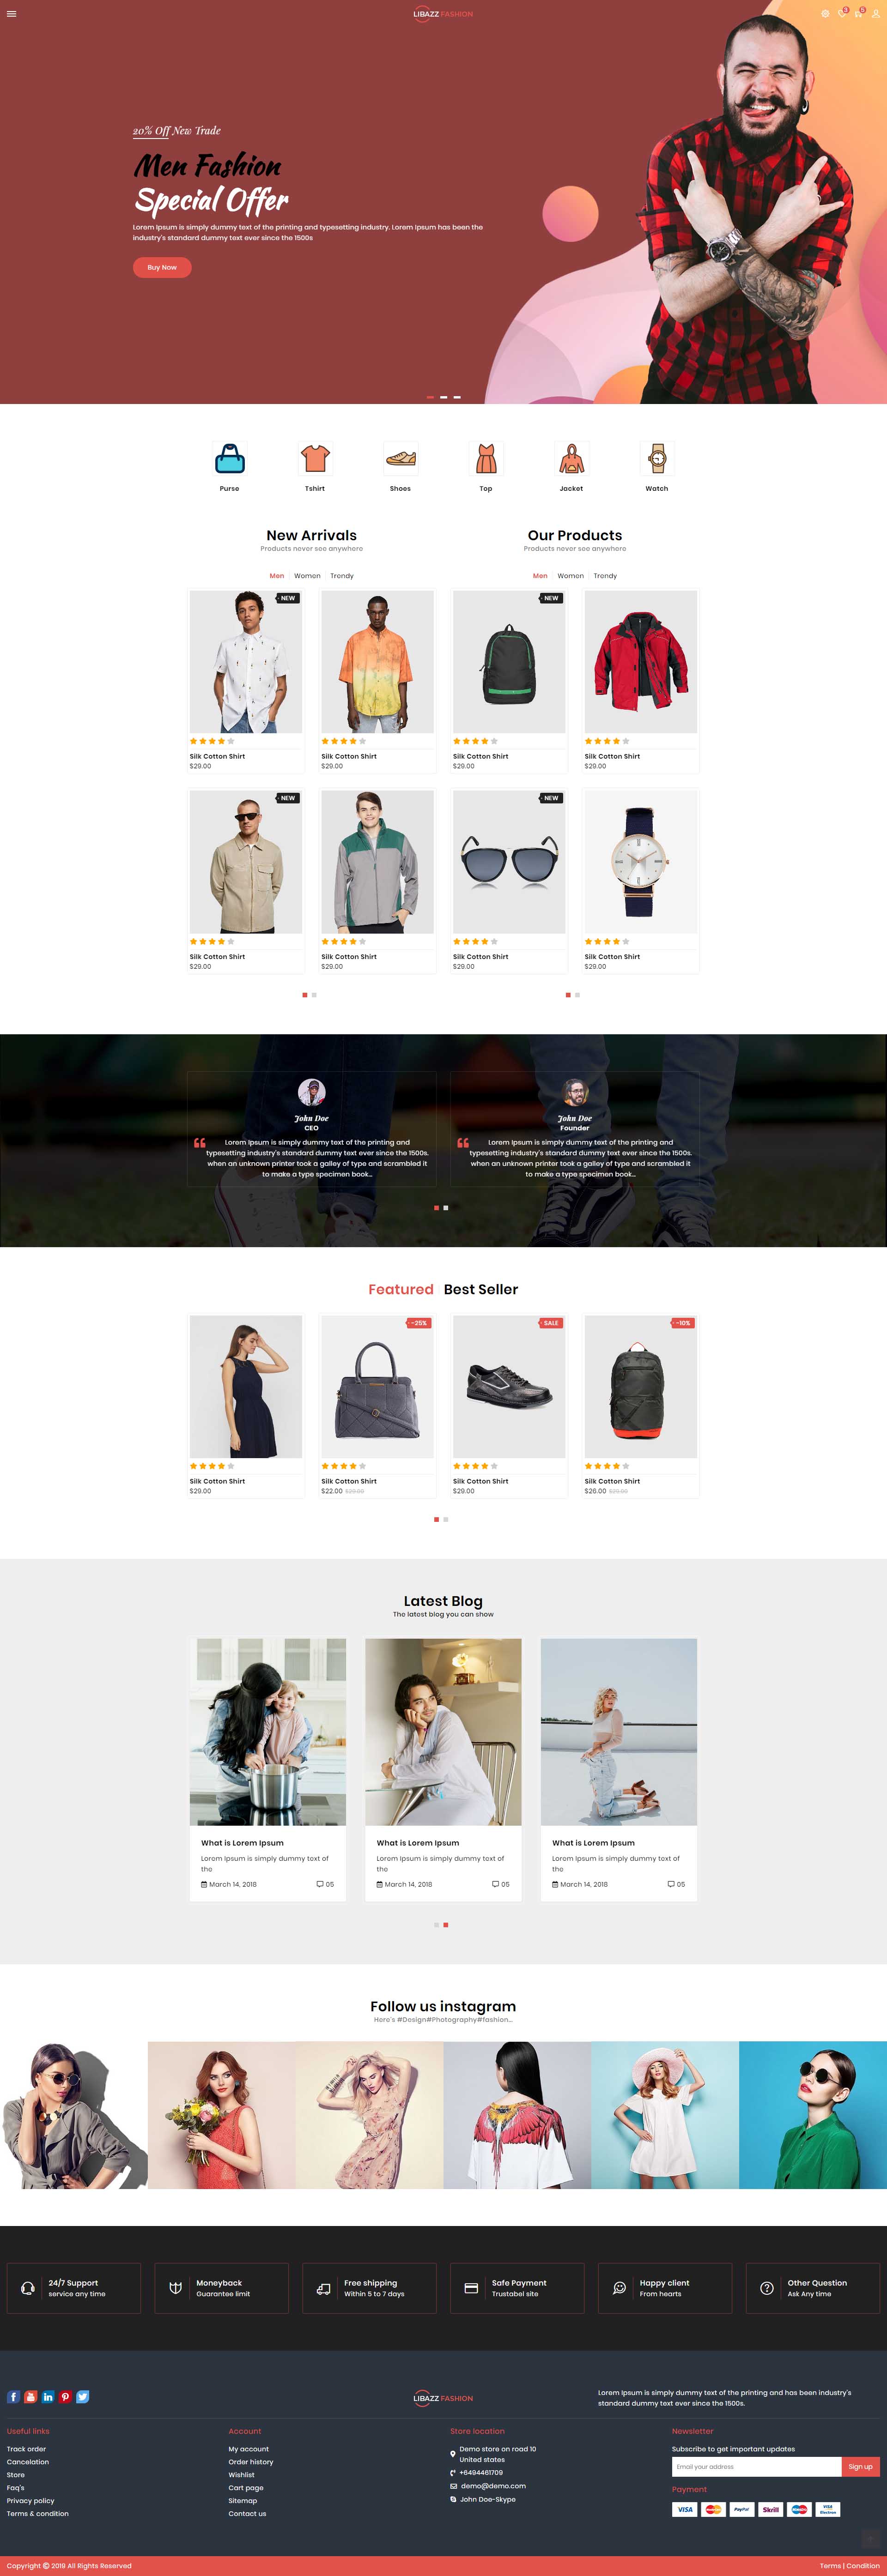 LIBAZZ FASHION
3
5
20% Off New Trade
Men Fashion
Special Offer
Lorem Ipsum is simply dummy text of the printing and typesetting industry. Lorem Ipsum has been the
industry's standard dummy text ever since the 1500s
Buy Now
Purse
Tshirt
Shoes
Top
Jacket
Watch
New Arrivals
Products never see anywhere
Men
Women
Trendy
Our Products
Products never see anywhere
Men
Women
Trendy
NEW
NEW
Silk Cotton Shirt
$29.00
Silk Cotton Shirt
$29.00
Silk Cotton Shirt
$29.00
Silk Cotton Shirt
$29.00
NEW
NEW
Silk Cotton Shirt
$29.00
Silk Cotton Shirt
$29.00
Silk Cotton Shirt
$29.00
Silk Cotton Shirt
$29.00
John Doe
CEO
Lorem Ipsum is simply dummy text of the printing and
typesetting industry's standard dummy text ever since the 1500s.
when an unknown printer took a galley of type and scrambled it
to make a type specimen book...
John Doe
Founder
Lorem Ipsum is simply dummy text of the printing and
typesetting industry's standard dummy text ever since the 1500s.
when an unknown printer took a galley of type and scrambled it
to make a type specimen book...
Featured Best Seller
-25%
SALE
-10%
Silk Cotton Shirt
$29.00
Silk Cotton Shirt
$22.00
Silk Cotton Shirt
$29.00
Silk Cotton Shirt
$26.00
Latest Blog
The latest blog you can show
What is Lorem Ipsum
Lorem Ipsum is simply dummy text of
the
March 14, 2018
05
What is Lorem Ipsum
Lorem Ipsum is simply dummy text of
the
March 14, 2018
05
What is Lorem Ipsum
Lorem Ipsum is simply dummy text of
the
March 14, 2018
05
Follow us instagram
Here's #Design#Photography#fashion...
24/7 Support
service any time
Moneyback
Guarantee limit
Free shipping
Within 5 to 7 days
Safe Payment
Trustabel site
Happy client
From hearts
Other Question
Ask Any time
LIBAZZ FASHION
Lorem Ipsum is simply dummy text of the printing and has been the industry's
standard dummy text ever since the 1500s.
Useful links
Track order
Cancelation
Store
Faq's
Privacy policy
Terms & condition
Account
My account
Order history
Wishlist
Cart page
Sitemap
Contact us
Store location
Demo store on road 10
United states
+6494461709
demo@demo.com
John Doe-Skype
Newsletter
Subscribe to get important updates
Email your address
Sign up
Payment
VISA
PayPal
Skrill
VISA
Electron
Copyright © 2019 All Rights Reserved
Terms | Condition